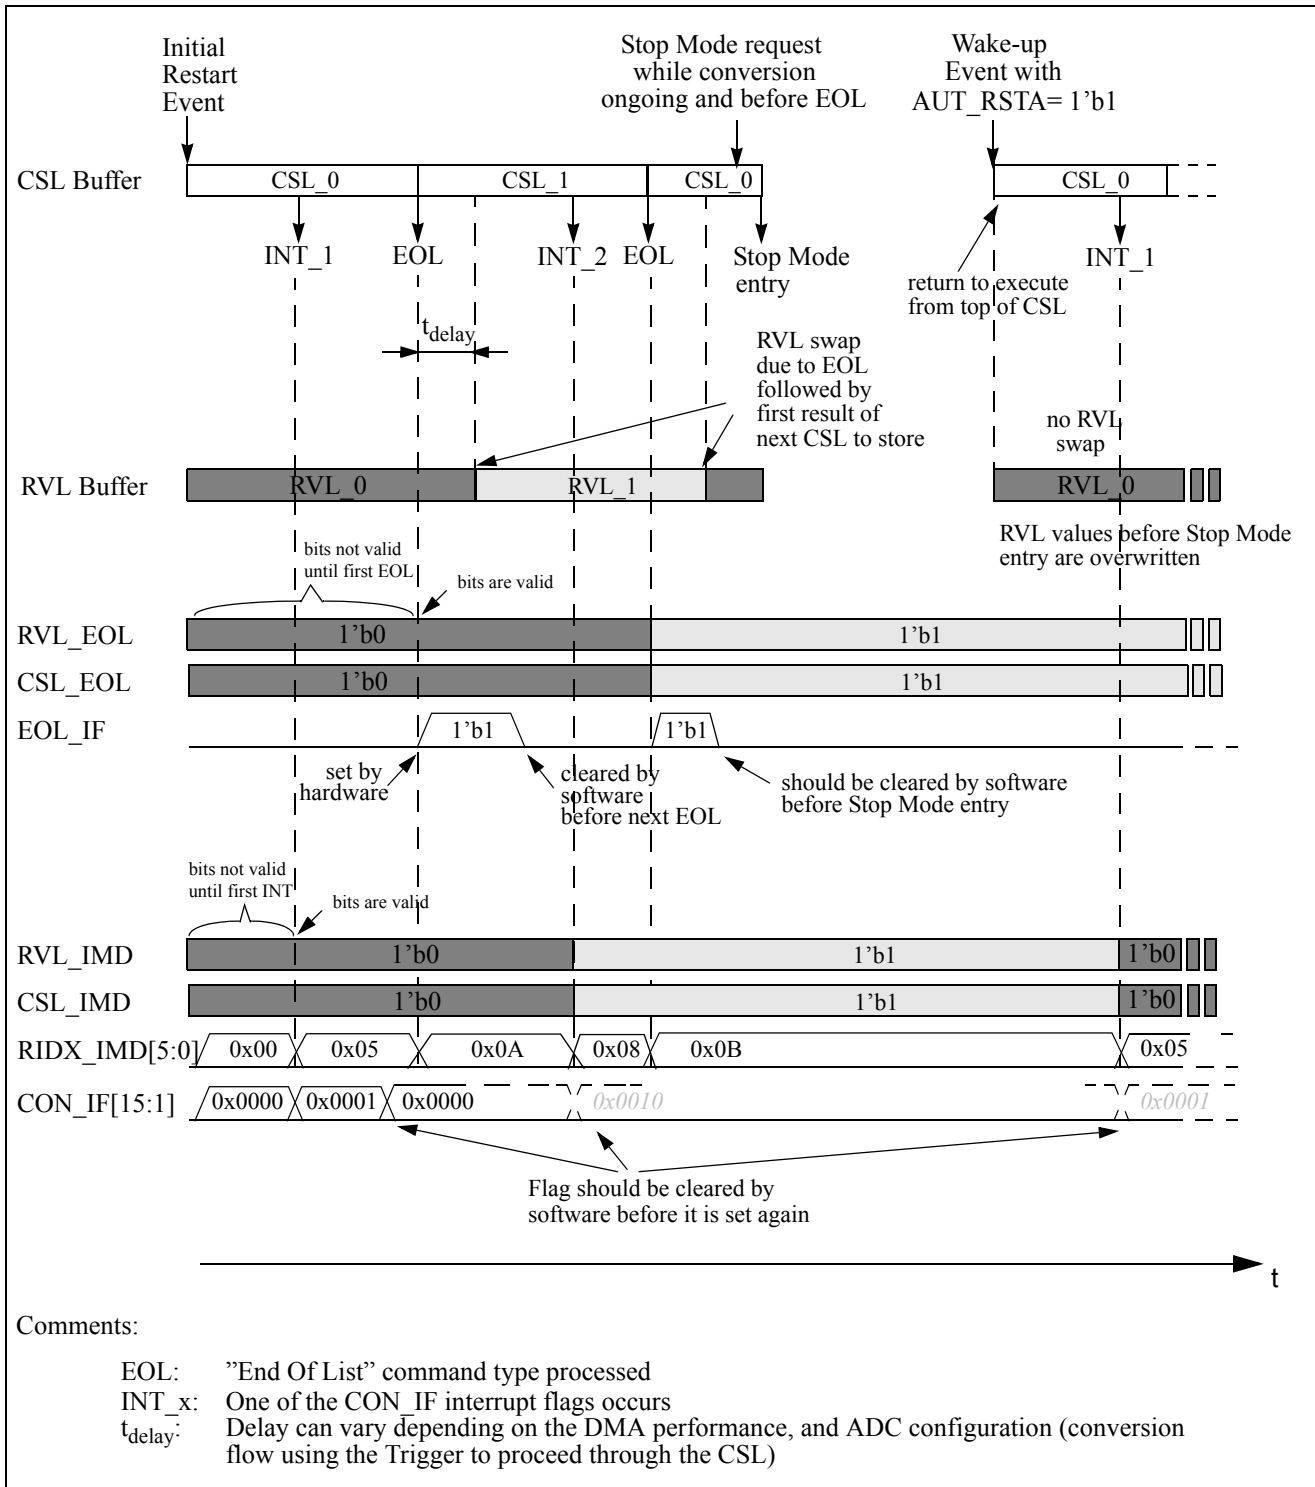 Initial
Restart
Event
Stop Mode request
while conversion
ongoing and before EOL
Wake-up
Event with
AUT_RSTA= 1'b1
CSL Buffer
CSL_0
CSL_1
CSL_0
CSL_0
INT_1
EOL
INT_2
EOL
Stop Mode
entry
return to execute
from top of CSL
INT_1
tdelay
RVL swap
due to EOL
followed by
first result of
next CSL to store
no RVL
swap
RVL Buffer
RVL_0
RVL_1
RVL_0
RVL values before Stop Mode
entry are overwritten
bits not valid
until first EOL
bits are valid
RVL_EOL
1'b0
1'b1
CSL_EOL
1'b0
1'b1
EOL_IF
1'b1
1'b1
set by
hardware
cleared by
software
before next EOL
should be cleared by software
before Stop Mode entry
bits not valid
until first INT
bits are valid
RVL_IMD
1'b0
1'b1
1'b0
CSL_IMD
1'b0
1'b1
1'b0
RIDX_IMD[5:0]
0x00
0x05
0x0A
0x08
0x0B
0x05
CON_IF[15:1]
0x0000
0x0001
0x0000
0x0010
0x0001
Flag should be cleared by
software before it is set again
t
Comments:
EOL: "End Of List" command type processed
INT_x: One of the CON_IF interrupt flags occurs
tdelay: Delay can vary depending on the DMA performance, and ADC configuration (conversion
flow using the Trigger to proceed through the CSL)